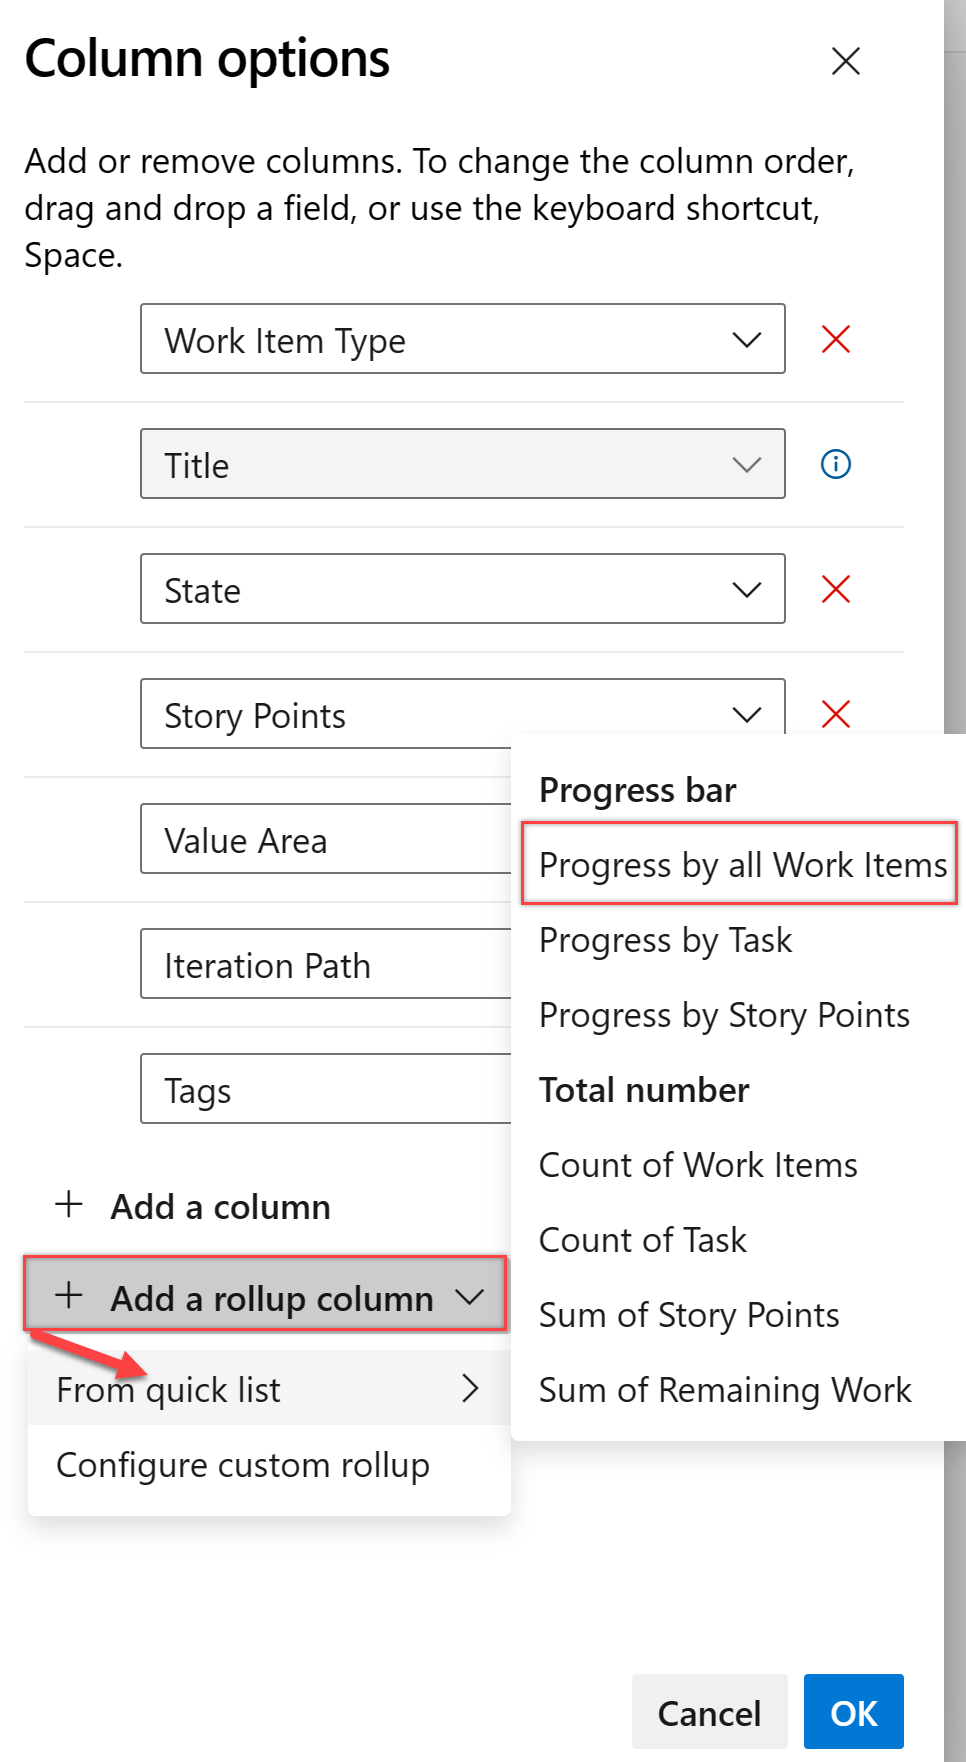 Column options
Add or remove columns. To change the column order,
drag and drop a field, or use the keyboard shortcut,
Space.
Work Item Type
Title
State
Story Points
Value Area
Iteration Path
Tags
Add a column
Add a rollup column
From quick list
Configure custom rollup
Progress bar
Progress by all Work Items
Progress by Task
Progress by Story Points
Total number
Count of Work Items
Count of Task
Sum of Story Points
Sum of Remaining Work
Cancel
OK